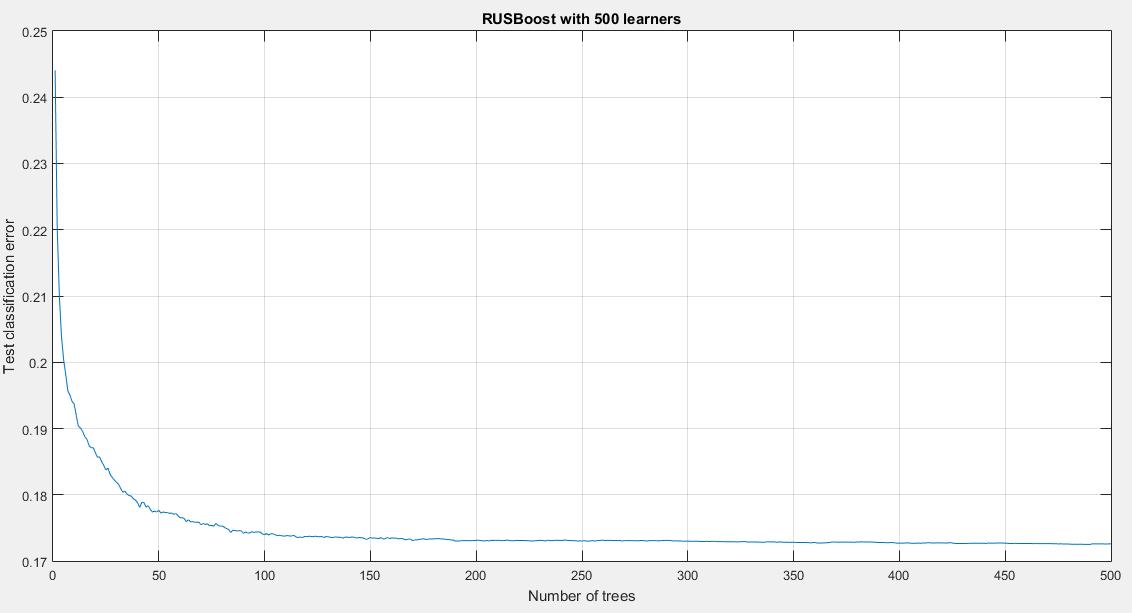 RUSBoost with 500 learners
0.25
0.24
0.23
0.22
0.21
0.2
0.19
0.18
0.17
Test classification error
0 50 100 150 200 250 300 350 400 450 500
Number of trees